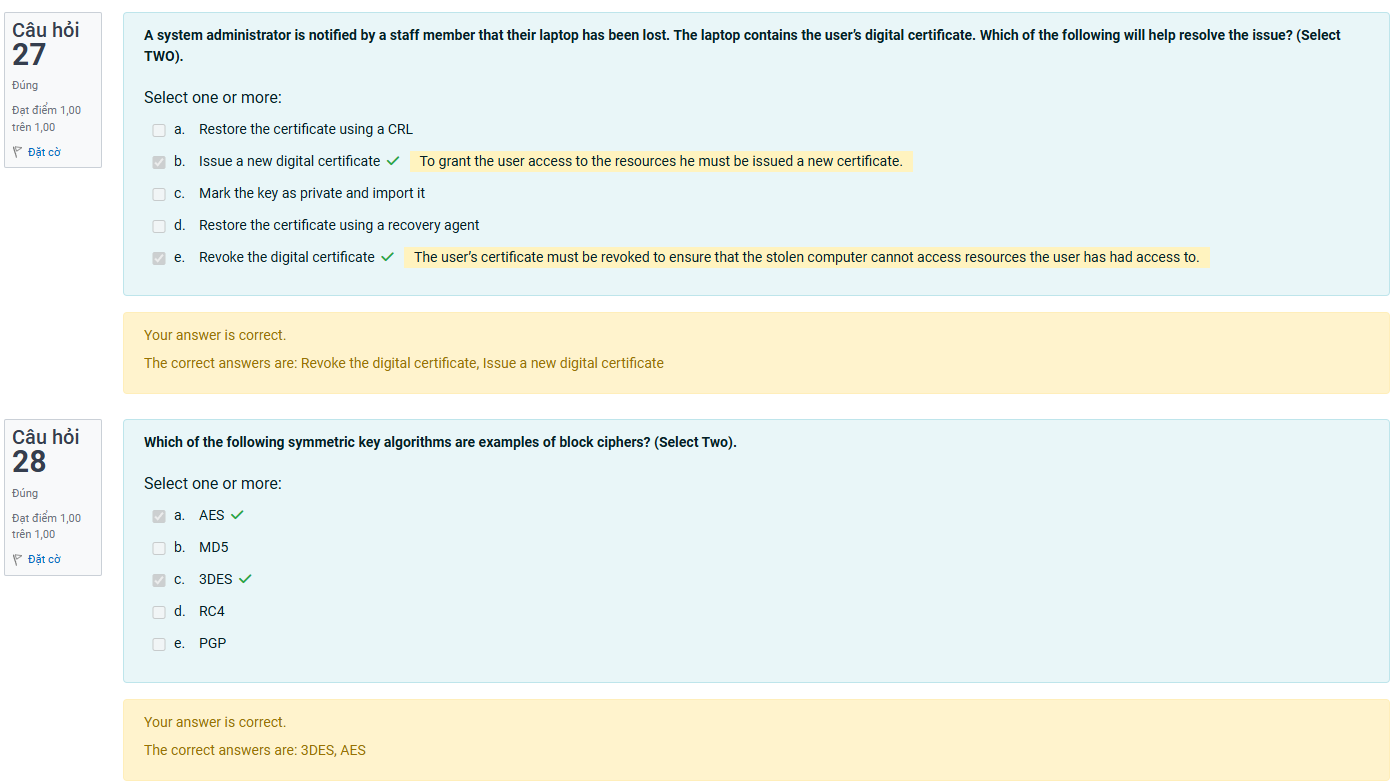 Câu hỏi
27
Đúng
Đạt điểm 1,00
trên 1,00
Đặt cờ
A system administrator is notified by a staff member that their laptop has been lost. The laptop contains the user's digital certificate. Which of the following will help resolve the issue? (Select
TWO).
Select one or more:
a. Restore the certificate using a CRL
b. Issue a new digital certificate ✓ To grant the user access to the resources he must be issued a new certificate.
c. Mark the key as private and import it
d. Restore the certificate using a recovery agent
e. Revoke the digital certificate ✓ The user's certificate must be revoked to ensure that the stolen computer cannot access resources the user has had access to.
Your answer is correct.
The correct answers are: Revoke the digital certificate, Issue a new digital certificate
Câu hỏi
28
Đúng
Đạt điểm 1,00
trên 1,00
Đặt cờ
Which of the following symmetric key algorithms are examples of block ciphers? (Select Two).
Select one or more:
a. AES ✓
b. MD5
c. 3DES ✓
d. RC4
e. PGP
Your answer is correct.
The correct answers are: 3DES, AES